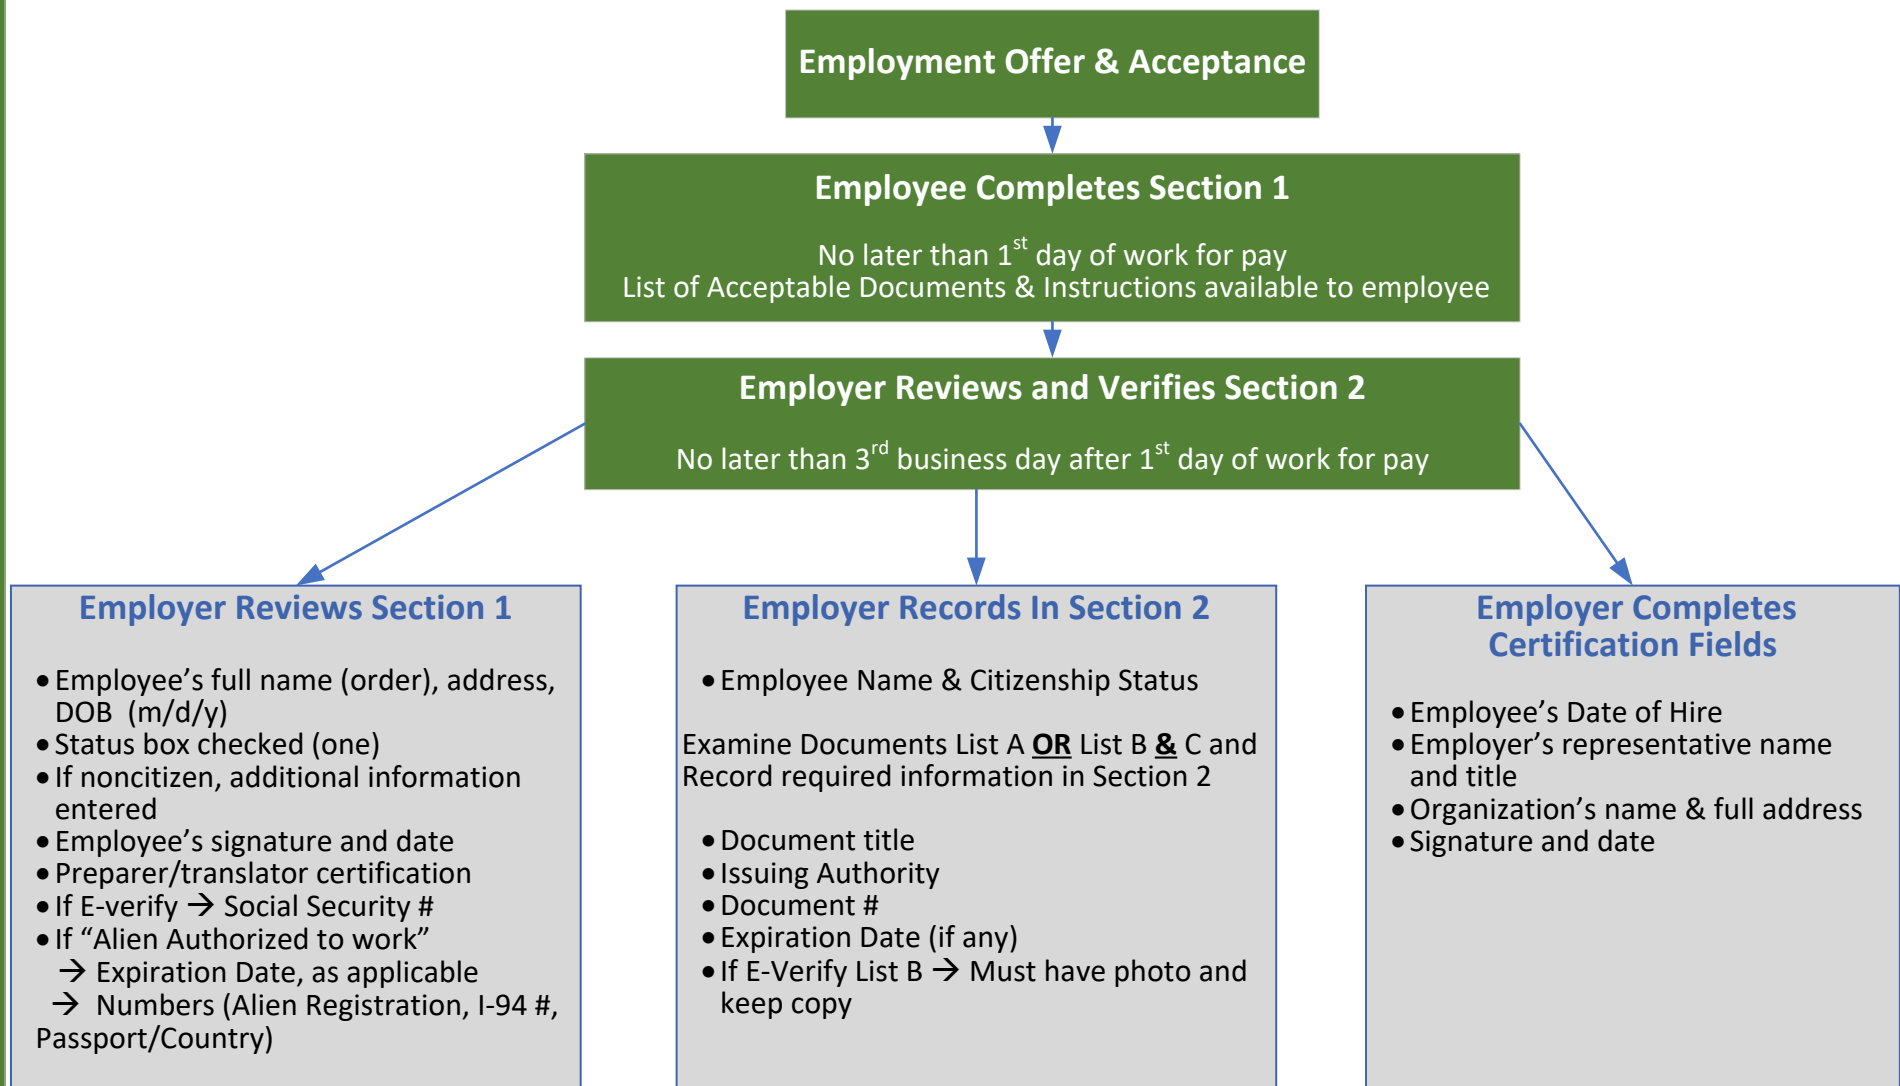 Employment Offer & Acceptance
Employee Completes Section 1
No later than 1st day of work for pay
List of Acceptable Documents & Instructions available to employee
Employer Reviews and Verifies Section 2
No later than 3rd business day after 1st day of work for pay
Employer Reviews Section 1
• Employee’s full name (order), address,
DOB (m/d/y)
• Status box checked (one)
• If noncitizen, additional information
entered
• Employee’s signature and date
• Preparer/translator certification
• If E-verify → Social Security #
• If “Alien Authorized to work”
→ Expiration Date, as applicable
→ Numbers (Alien Registration, I-94 #,
Passport/Country)
Employer Records In Section 2
• Employee Name & Citizenship Status
Examine Documents List A OR List B & C and
Record required information in Section 2
• Document title
• Issuing Authority
• Document #
• Expiration Date (if any)
• If E-Verify List B → Must have photo and
keep copy
Employer Completes
Certification Fields
• Employee’s Date of Hire
• Employer’s representative name
and title
• Organization’s name & full address
• Signature and date